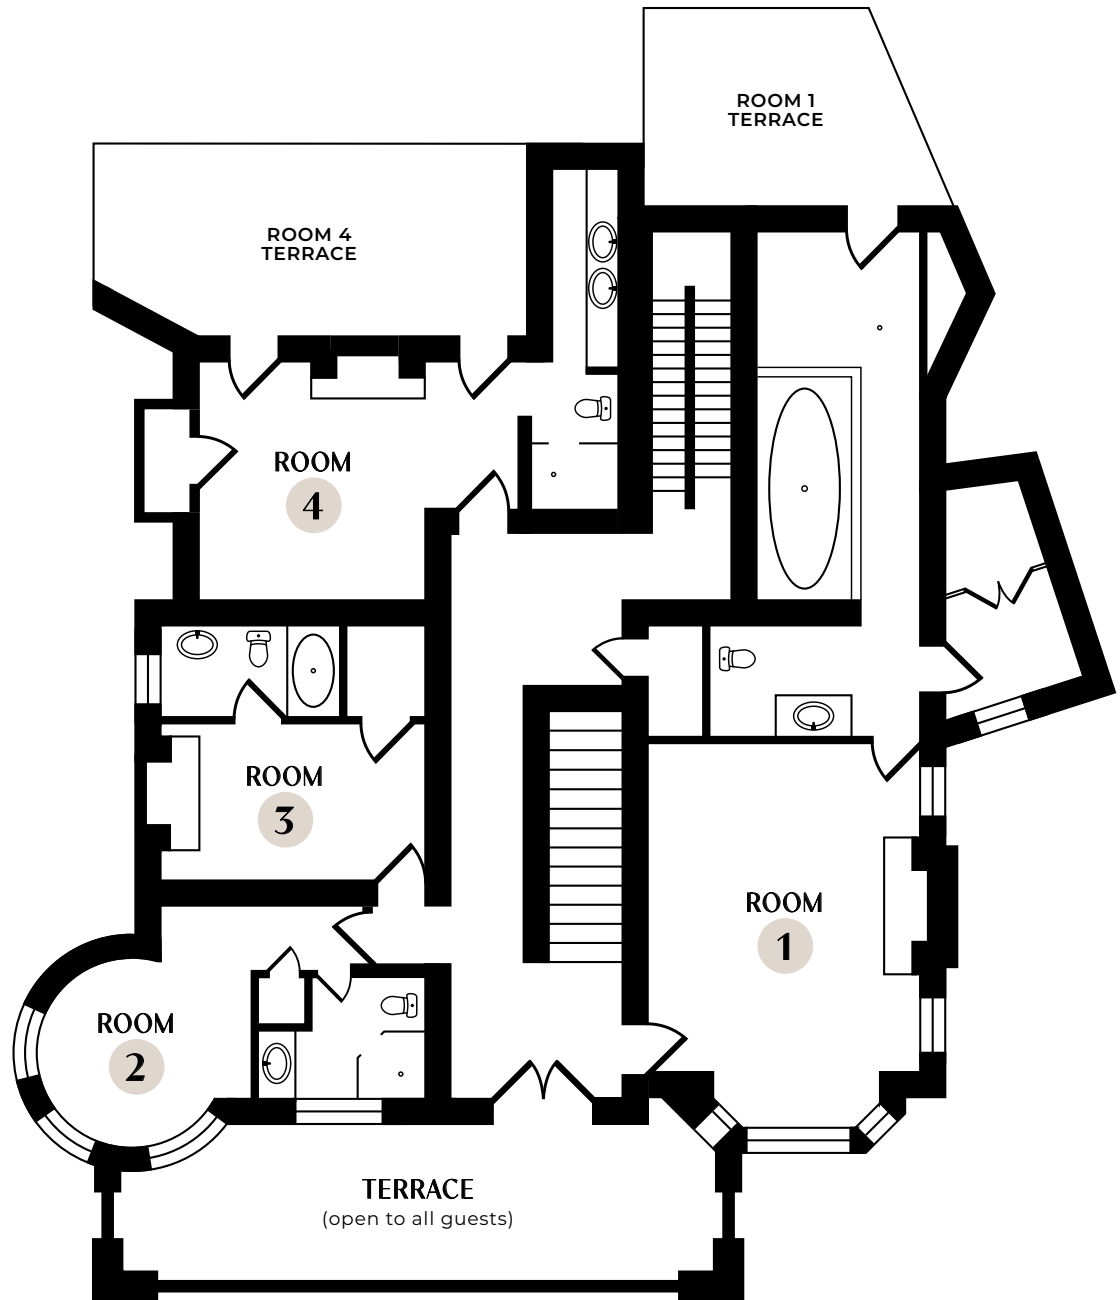 ROOM 1
TERRACE
ROOM 4
TERRACE
ROOM
4
ROOM
3
ROOM
1
ROOM
2
TERRACE
(open to all guests)